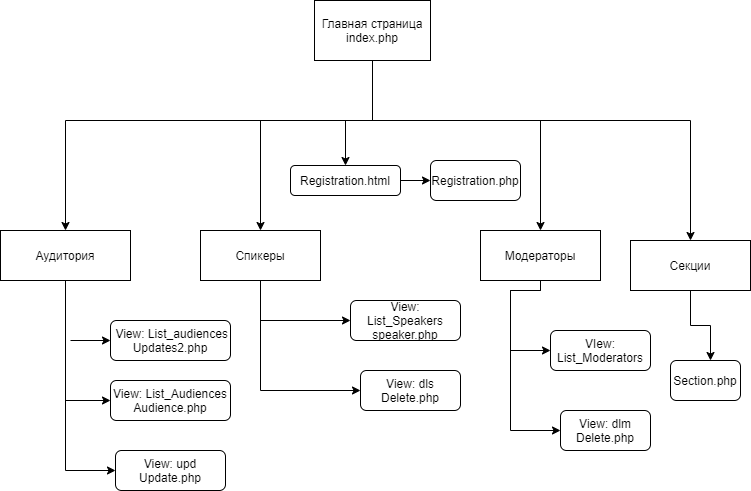 Главная страница
index.php
Registration.html
Registration.php
Аудитория
Спикеры
Модераторы
Секции
View: List_audiences
Updates2.php
View:
List_Speakers
speaker.php
VIew:
List_Moderators
Section.php
View: List_Audiences
Audience.php
View: dls
Delete.php
View: dlm
Delete.php
View: upd
Update.php